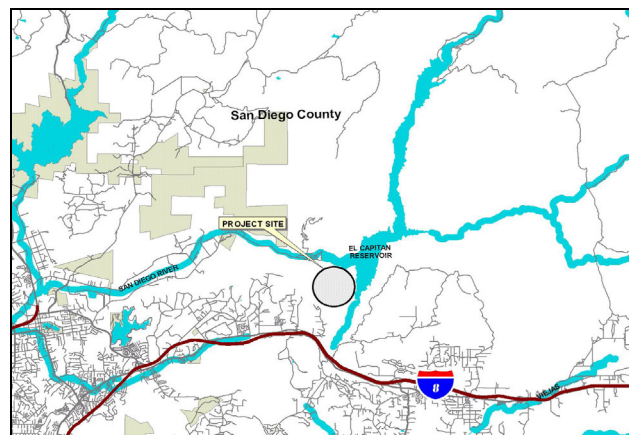 San Diego County
PROJECT SITE
EL CAPITAN
RESERVOIR
SAN DIEGO RIVER
8
VIEJAS